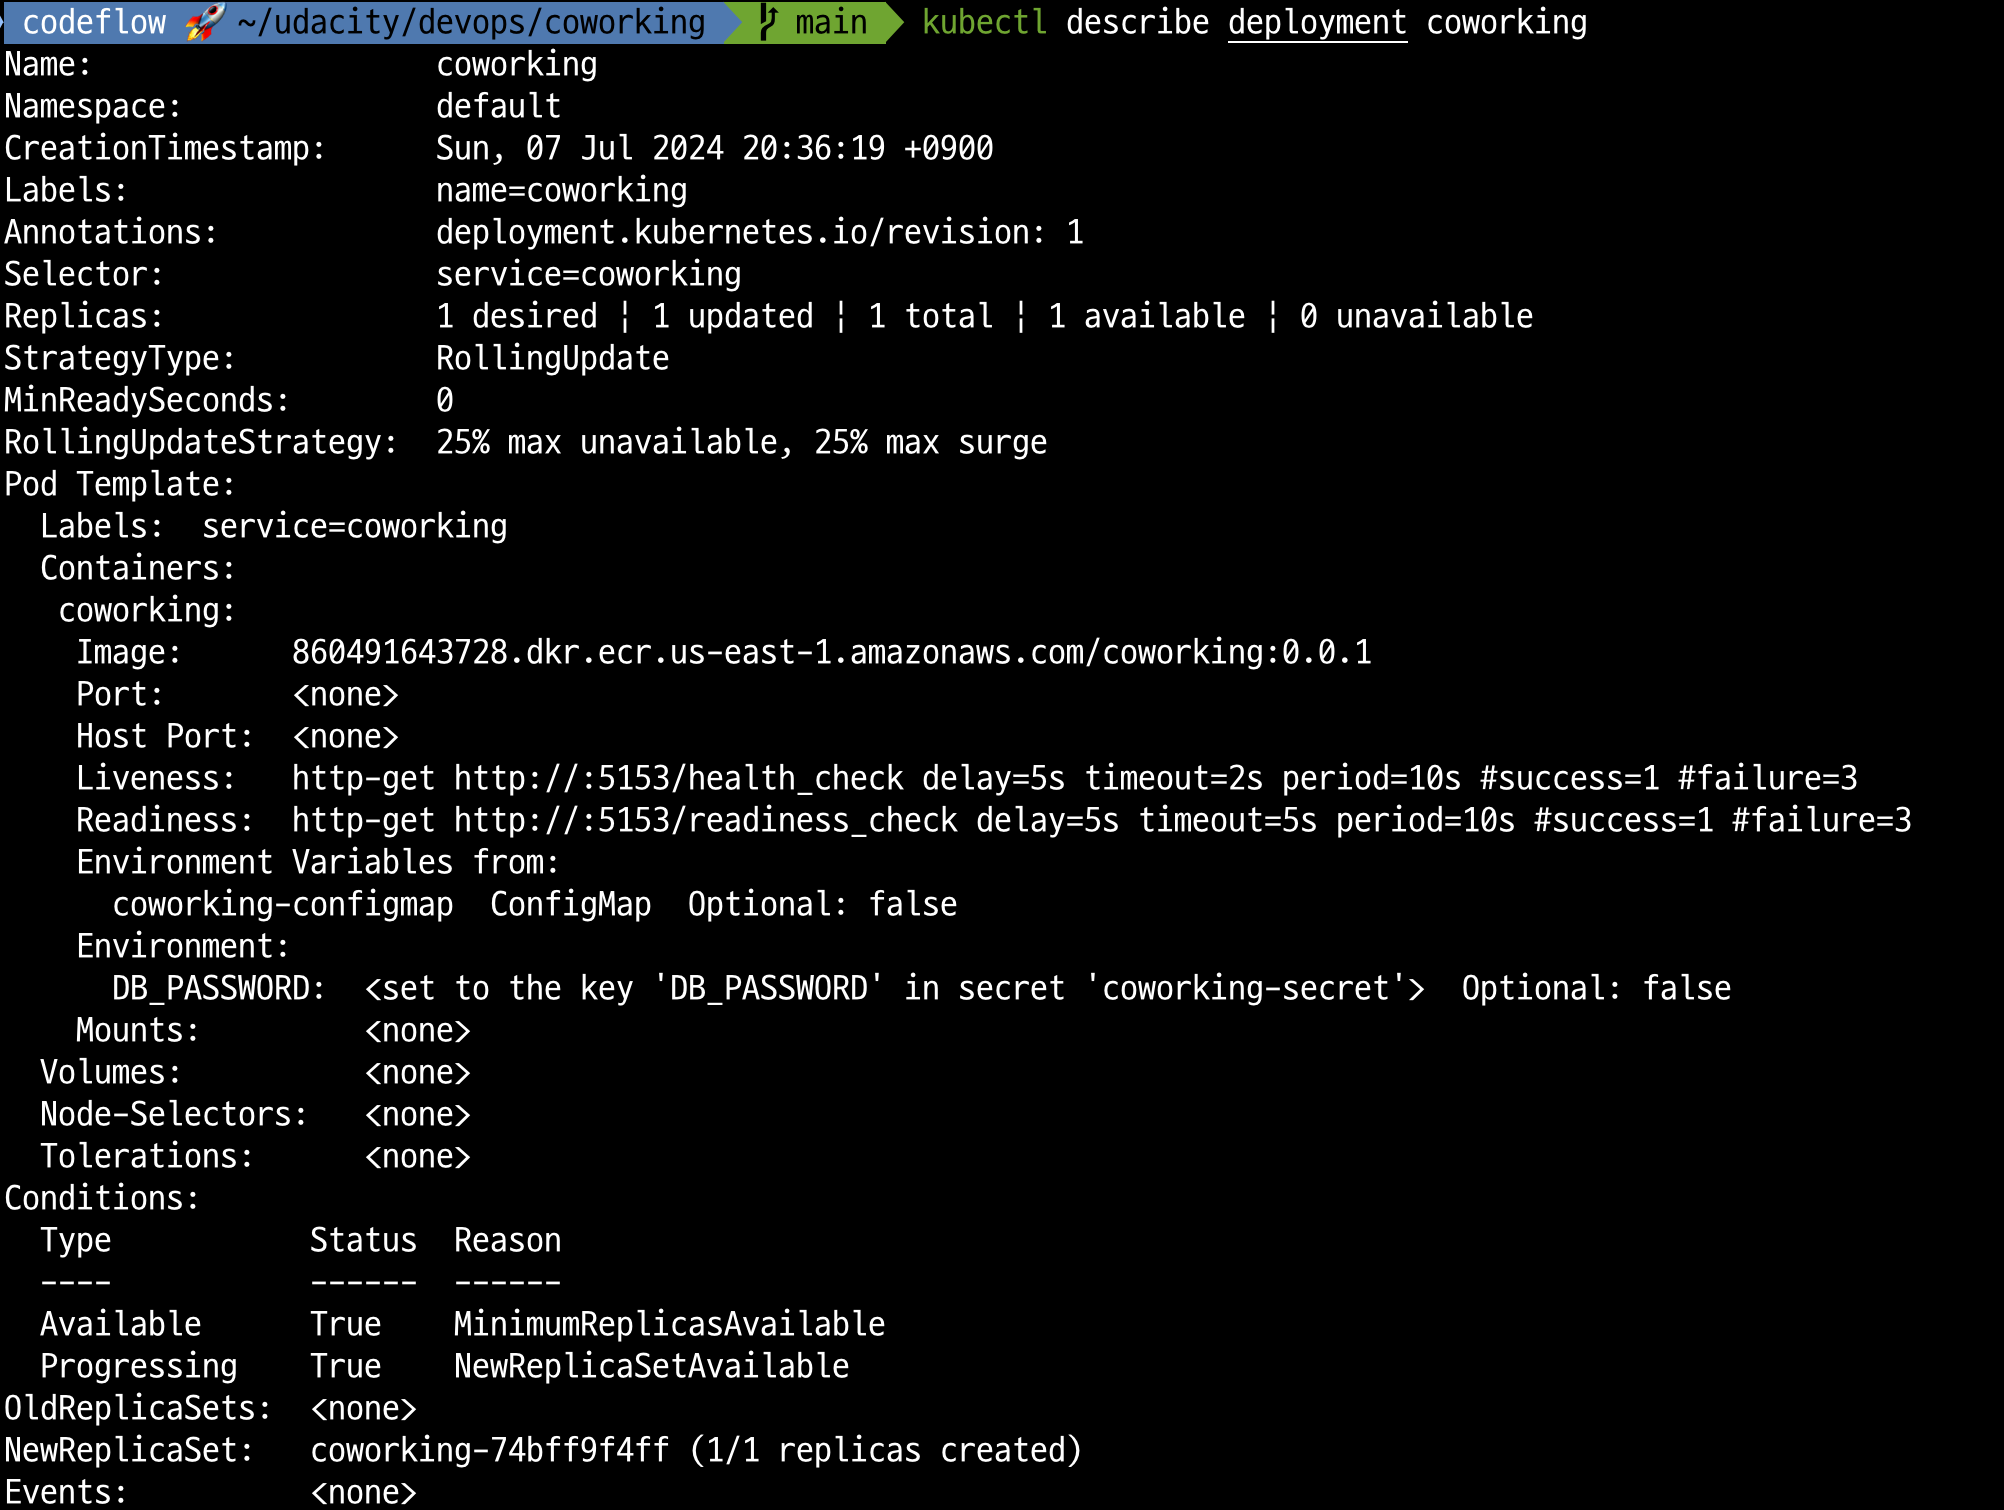 codeflow 🚀 ~/udacity/devops/coworking main kubectl describe deployment coworking
Name:                   coworking
Namespace:              default
CreationTimestamp:      Sun, 07 Jul 2024 20:36:19 +0900
Labels:                 name=coworking
Annotations:            deployment.kubernetes.io/revision: 1
Selector:               service=coworking
Replicas:               1 desired | 1 updated | 1 total | 1 available | 0 unavailable
StrategyType:           RollingUpdate
MinReadySeconds:        0
RollingUpdateStrategy:  25% max unavailable, 25% max surge
Pod Template:
  Labels:  service=coworking
  Containers:
   coworking:
    Image:      860491643728.dkr.ecr.us-east-1.amazonaws.com/coworking:0.0.1
    Port:       <none>
    Host Port:  <none>
    Liveness:   http-get http://:5153/health_check delay=5s timeout=2s period=10s #success=1 #failure=3
    Readiness:  http-get http://:5153/readiness_check delay=5s timeout=5s period=10s #success=1 #failure=3
    Environment Variables from:
      coworking-configmap  ConfigMap  Optional: false
    Environment:
      DB_PASSWORD:  <set to the key 'DB_PASSWORD' in secret 'coworking-secret'>  Optional: false
    Mounts:         <none>
  Volumes:          <none>
  Node-Selectors:   <none>
  Tolerations:      <none>
Conditions:
  Type           Status  Reason
  ----           ------  ------
  Available      True    MinimumReplicasAvailable
  Progressing    True    NewReplicaSetAvailable
OldReplicaSets:  <none>
NewReplicaSet:   coworking-74bff9f4ff (1/1 replicas created)
Events:          <none>